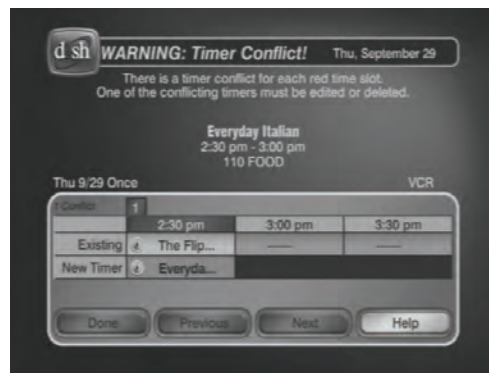 dish WARNING: Timer Conflict! Thu, September 29
There is a timer conflict for each red time slot.
One of the conflicting timers must be edited or deleted.
Everyday Italian
2:30 pm - 3:00 pm
110 FOOD
Thu 9/29 Once VCR
Conflict 1
2:30 pm 3:00 pm 3:30 pm
Existing The Flip... ----- -----
New Timer Everyda...
Done Previous Next Help